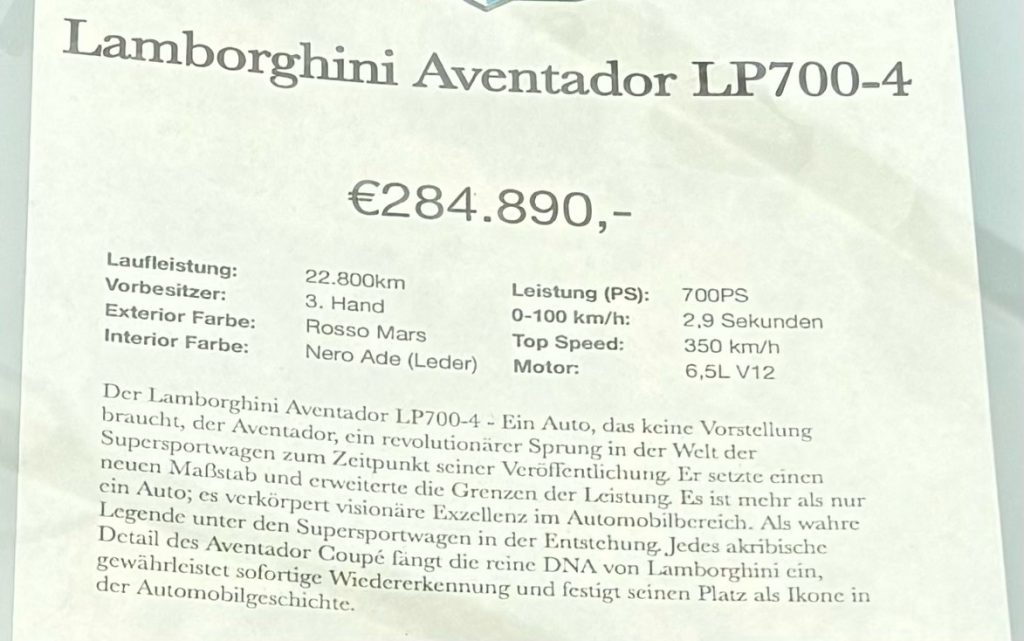 Lamborghini Aventador LP700-4
€284.890,-
Laufleistung: 22.800km
Vorbesitzer: 3. Hand
Exterior Farbe: Rosso Mars
Interior Farbe: Nero Ade (Leder)
Leistung (PS): 700PS
0-100 km/h: 2,9 Sekunden
Top Speed: 350 km/h
Motor: 6,5L V12
Der Lamborghini Aventador LP700-4 - Ein Auto, das keine Vorstellung
braucht, der Aventador, ein revolutionärer Sprung in der Welt der
Supersportwagen zum Zeitpunkt seiner Veröffentlichung. Er setzte einen
neuen Maßstab und erweiterte die Grenzen der Leistung. Es ist mehr als nur
ein Auto; es verkörpert visionäre Exzellenz im Automobilbereich. Als wahre
Legende unter den Supersportwagen in der Entstehung. Jedes akribische
Detail des Aventador Coupé fängt die reine DNA von Lamborghini ein,
gewährleistet sofortige Wiedererkennung und festigt seinen Platz als Ikone in
der Automobilgeschichte.